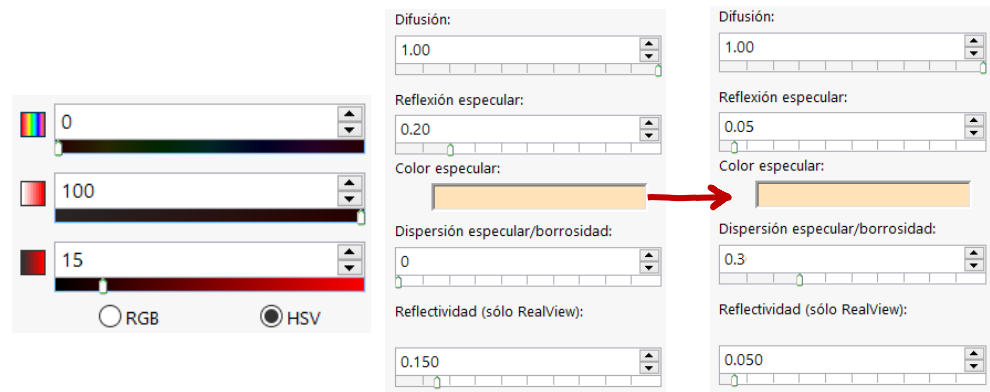 0
100
15
RGB
HSV
Difusión:
1.00
Reflexión especular:
0.20
Color especular:
Dispersión especular/borrosidad:
0
Reflectividad (sólo RealView):
0.150
Difusión:
1.00
Reflexión especular:
0.05
Color especular:
Dispersión especular/borrosidad:
0.3
Reflectividad (sólo RealView):
0.050